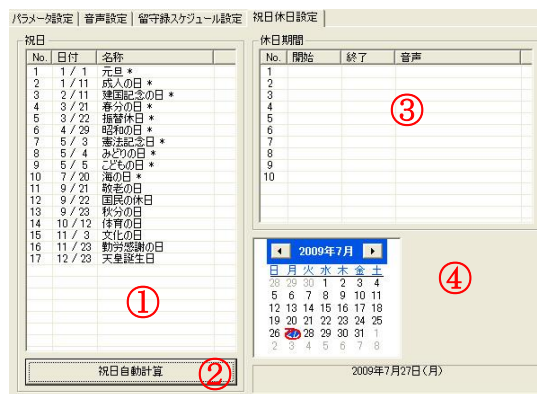 パラメータ設定 音声設定 留守録スケジュール設定 祝日休日設定
祝日
No. 日付 名称
1 1 / 1 元旦 *
2 1 / 11 成人の日 *
3 2 / 11 建国記念の日 *
4 3 / 21 春分の日 *
5 3 / 22 振替休日 *
6 4 / 29 昭和の日 *
7 5 / 3 憲法記念日 *
8 5 / 4 みどりの日 *
9 5 / 5 こどもの日 *
10 7 / 20 海の日 *
11 9 / 21 敬老の日
12 9 / 22 国民の休日
13 9 / 23 秋分の日
14 10 / 12 体育の日
15 11 / 3 文化の日
16 11 / 23 勤労感謝の日
17 12 / 23 天皇誕生日
①
祝日自動計算 ②
休日期間
No. 開始 終了 音声
1
2
3
4
5
6
7
8
9
10
③
2009年7月
日 月 火 水 木 金 土
28 29 30 1 2 3 4
5 6 7 8 9 10 11
12 13 14 15 16 17 18
19 20 21 22 23 24 25
26 27 28 29 30 31 1
2 3 4 5 6 7 8
④
2009年7月27日(月)